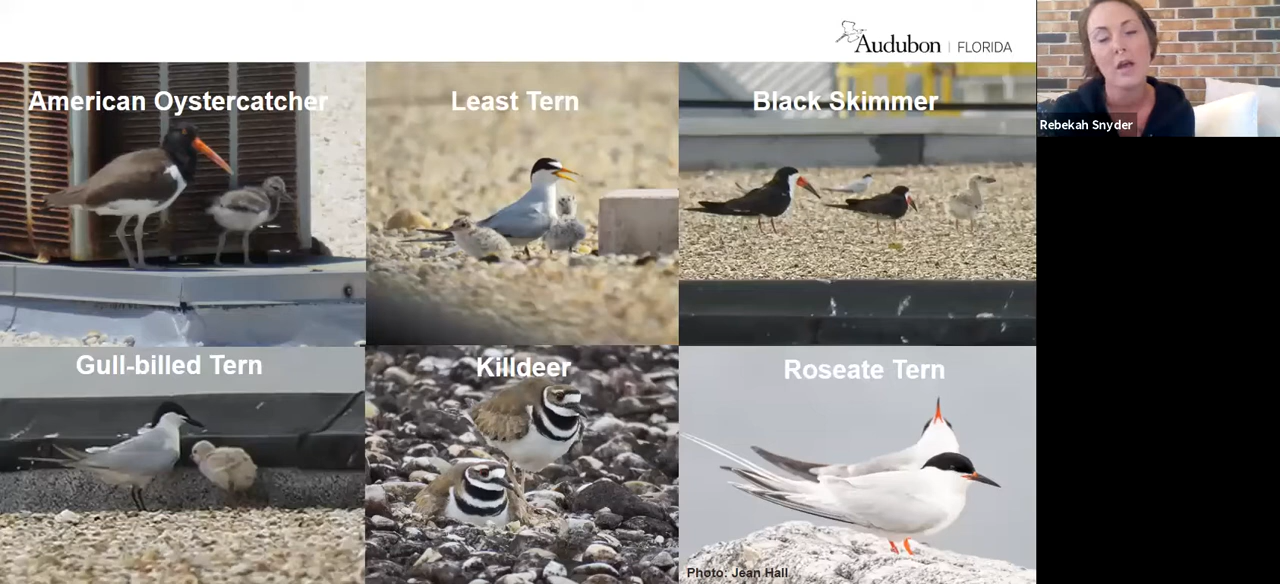 Audubon | FLORIDA
American Oystercatcher
Least Tern
Black Skimmer
Rebekah Snyder
Gull-billed Tern
Killdeer
Roseate Tern
Photo: Jean Hall